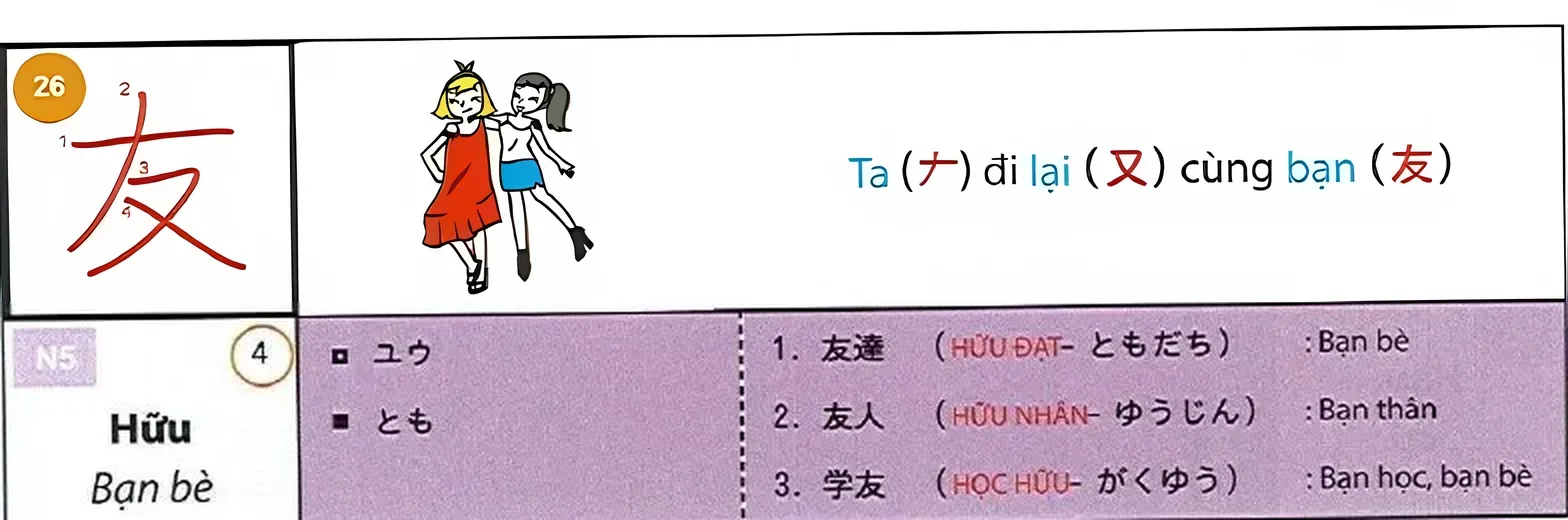 26
友
1
2
3
4
Ta (𠂇) đi lại (又) cùng bạn (友)
N5
4
Hữu
Bạn bè
ユウ
とも
1. 友達 (HỮU ĐẠT- ともだち) : Bạn bè
2. 友人 (HỮU NHÂN- ゆうじん) : Bạn thân
3. 学友 (HỌC HỮU- がくゆう) : Bạn học, bạn bè